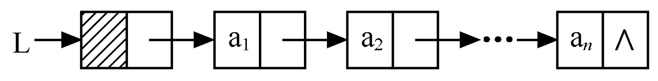 L a₁ a₂ ••• aₙ ∧